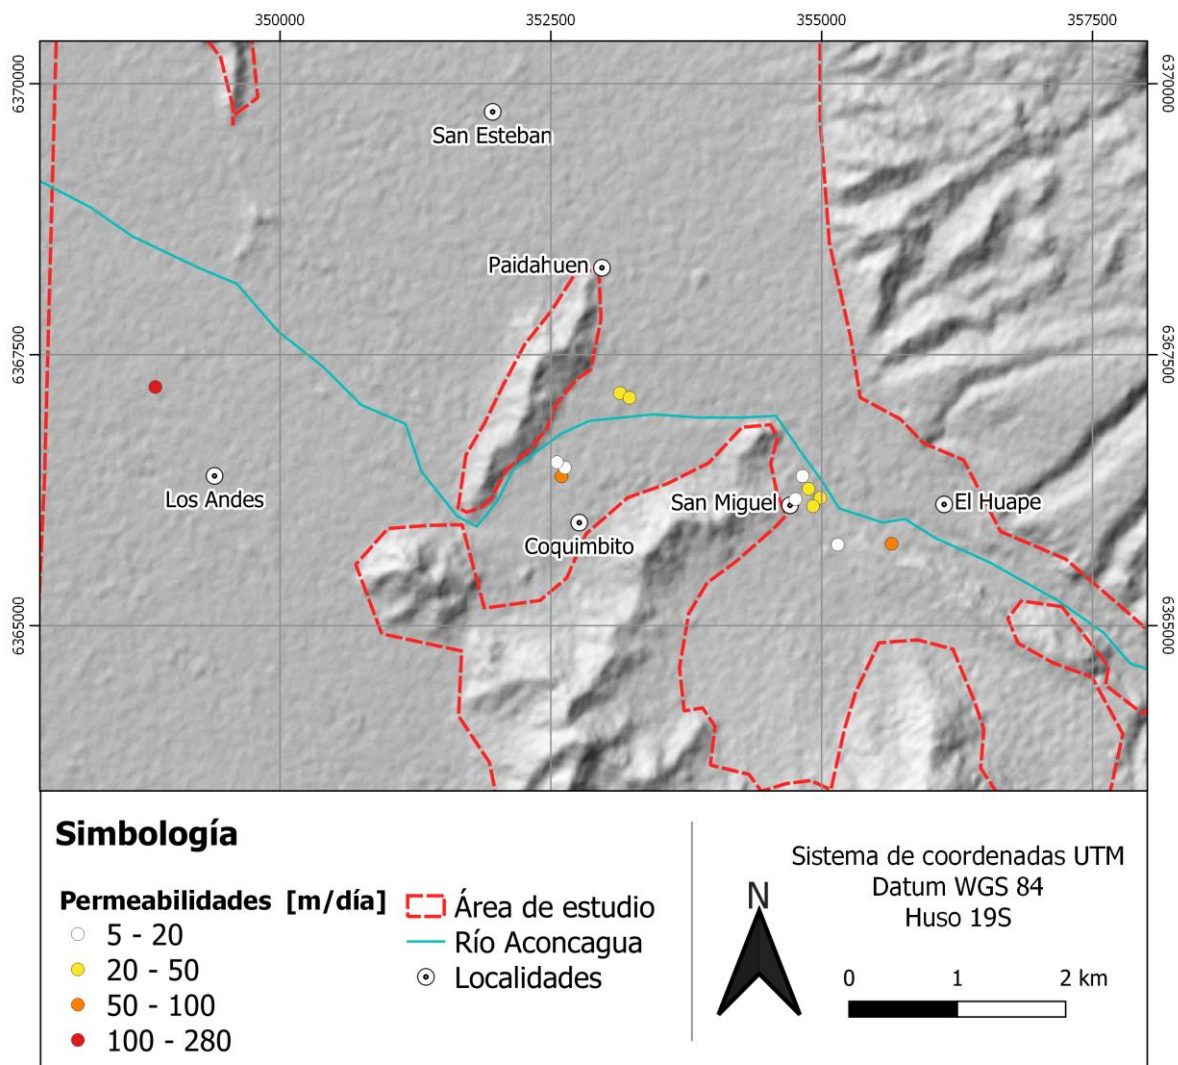 350000
352500
355000
357500
6370000
6370000
San Esteban
Paidahuen
6367500
6367500
Los Andes
San Miguel
El Huape
Coquimbito
6365000
6365000
Simbología
Permeabilidades [m/día]
5 - 20
20 - 50
50 - 100
100 - 280
Área de estudio
Río Aconcagua
Localidades
N
Sistema de coordenadas UTM
Datum WGS 84
Huso 19S
0 1 2 km